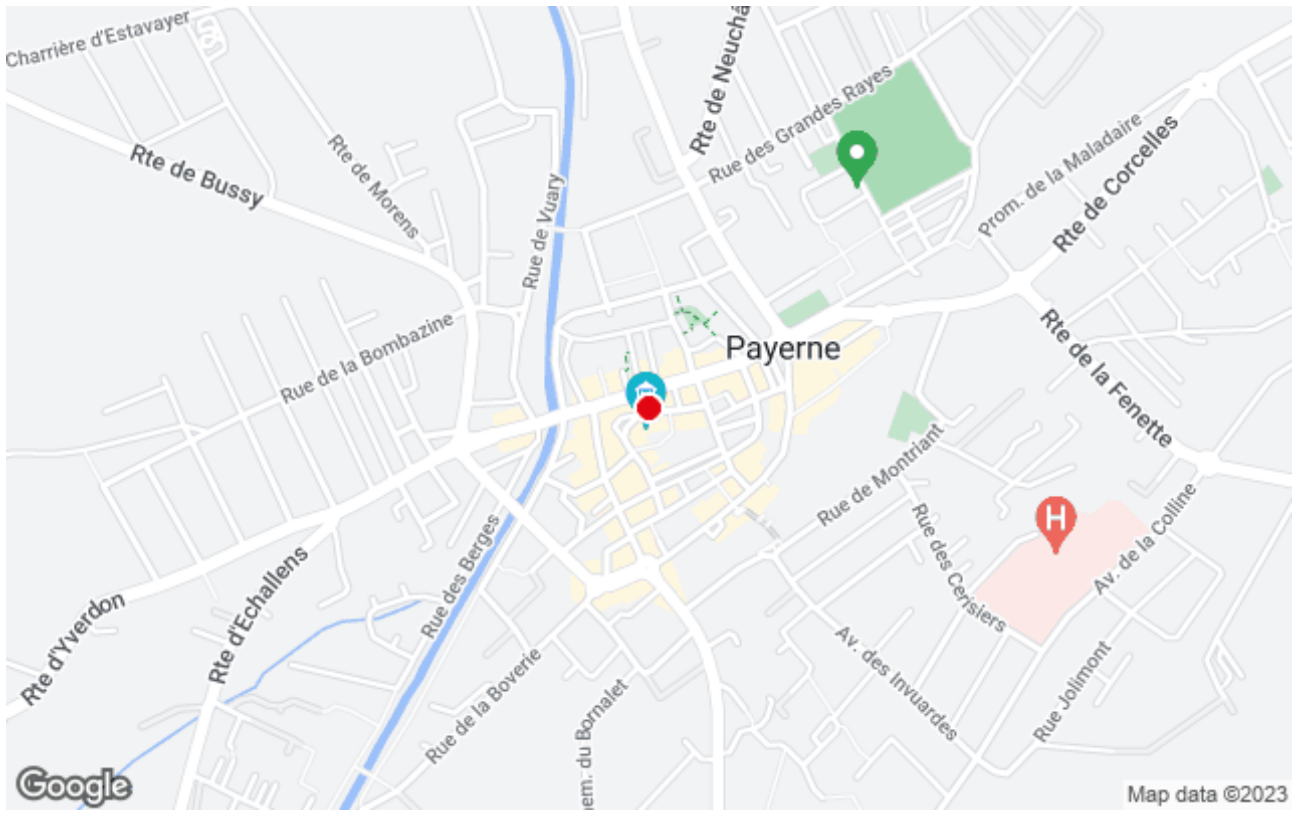 Charrière d'Estavayer
Rte de Neuchâ
Rue des Grandes Rayes
Rte de Morens
Rte de Bussy
Rue de Vuary
Prom. de la Maladaire
Rte de Corcelles
Rue de la Bombazine
Payerne
Rte de la Fenette
Rue de Montriant
H
Rue des Cerisiers
Av. de la Colline
Rue des Berges
Rte d'Echallens
Rte d'Yverdon
Rue de la Boverie
hem. du Bornalet
Av. des Invuardes
Rue Jolimont
Google
Map data ©2023